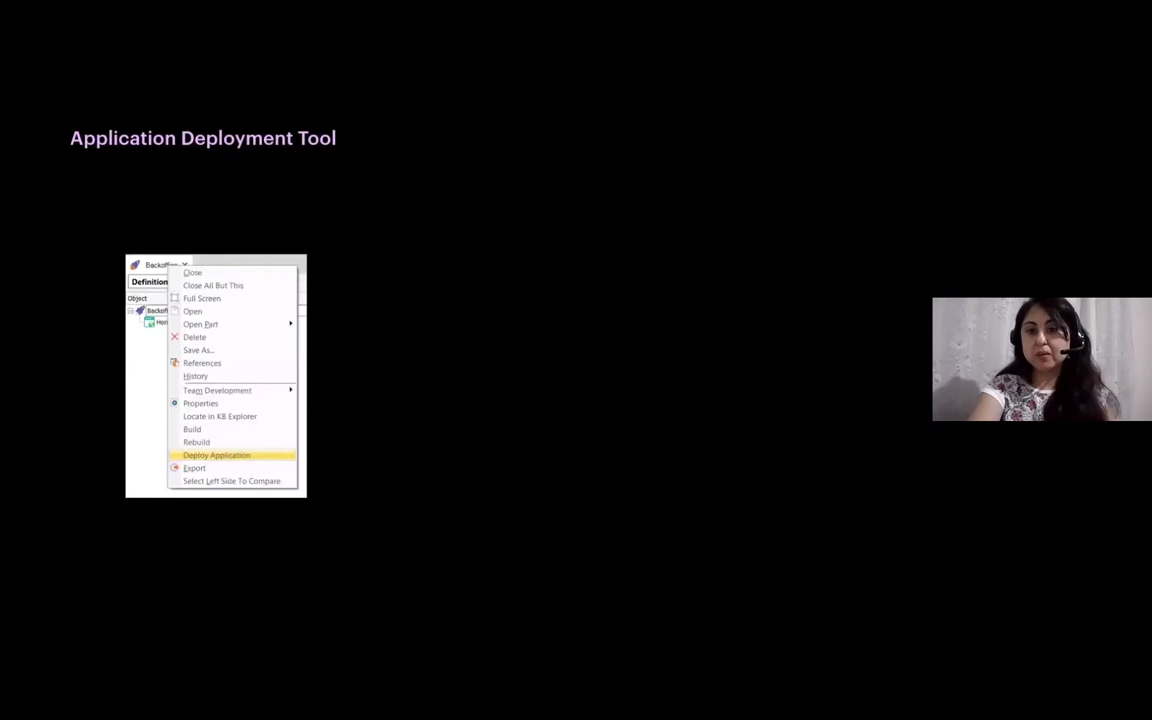 Application Deployment Tool
Close
Definition
Close All But This
Object
Full Screen
Open
Open Part
Delete
Save As...
References
History
Team Development
Properties
Locate in KB Explorer
Build
Rebuild
Deploy Application
Export
Select Left Side To Compare